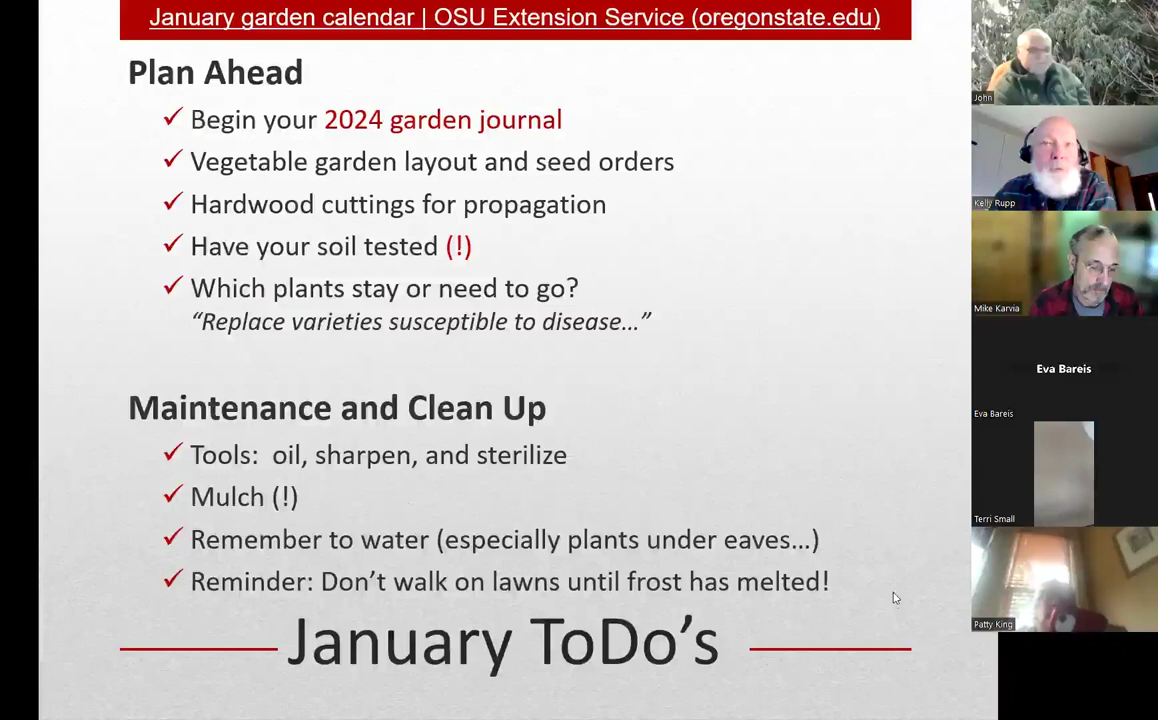 January garden calendar | OSU Extension Service (oregonstate.edu)
Plan Ahead
Begin your 2024 garden journal
Vegetable garden layout and seed orders
Hardwood cuttings for propagation
Have your soil tested (!)
Which plants stay or need to go?
“Replace varieties susceptible to disease…”
Maintenance and Clean Up
Tools:  oil, sharpen, and sterilize
Mulch (!)
Remember to water (especially plants under eaves…)
Reminder: Don’t walk on lawns until frost has melted!
January ToDo’s
John
Kelly Rupp
Mike Karvia
Eva Bareis
Eva Bareis
Terri Small
Patty King